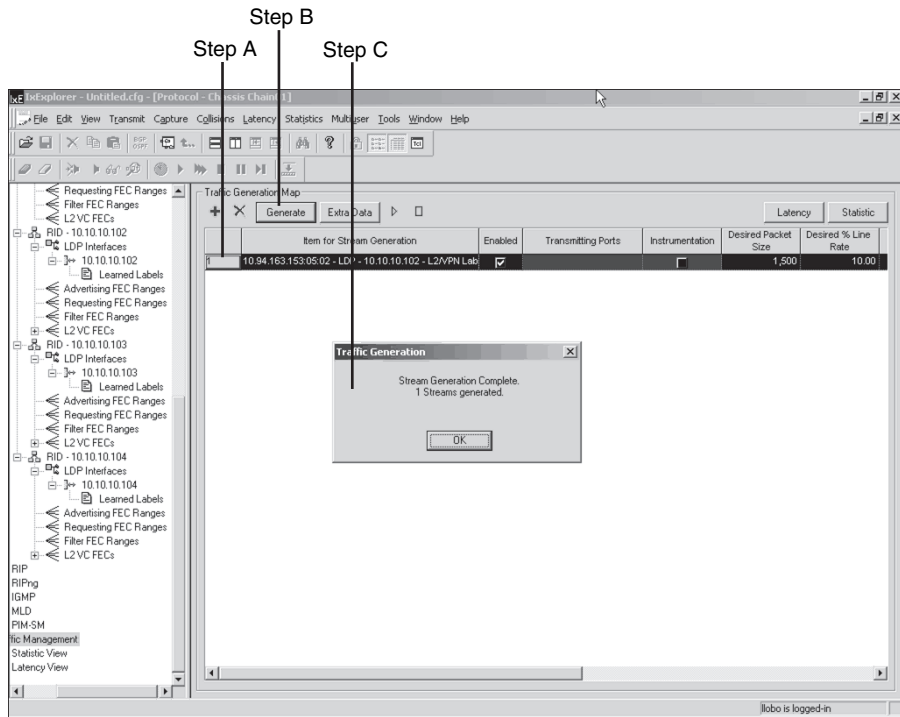 Step B
Step A
Step C
IxExplorer - Untitled.cfg - [Protocol - Chassis Chain 1]
File Edit View Transmit Capture Collisions Latency Statistics Multiuser Tools Window Help
Traffic Generation Map
Generate Extra Data Latency Statistic
Item for Stream Generation Enabled Transmitting Ports Instrumentation Desired Packet Size Desired % Line Rate
1 10.94.163.153:05:02 - LDP - 10.10.10.102 - L2VPN Lab 1,500 10.00
Requesting FEC Ranges
Filter FEC Ranges
L2 VC FECs
RID - 10.10.10.102
LDP Interfaces
10.10.10.102
Learned Labels
Advertising FEC Ranges
Requesting FEC Ranges
Filter FEC Ranges
L2 VC FECs
RID - 10.10.10.103
LDP Interfaces
10.10.10.103
Learned Labels
Advertising FEC Ranges
Requesting FEC Ranges
Filter FEC Ranges
L2 VC FECs
RID - 10.10.10.104
LDP Interfaces
10.10.10.104
Learned Labels
Advertising FEC Ranges
Requesting FEC Ranges
Filter FEC Ranges
L2 VC FECs
RIP
RIPng
IGMP
MLD
PIM-SM
fic Management
Statistic View
Latency View
Traffic Generation
Stream Generation Complete.
1 Streams generated.
OK
llobo is logged-in